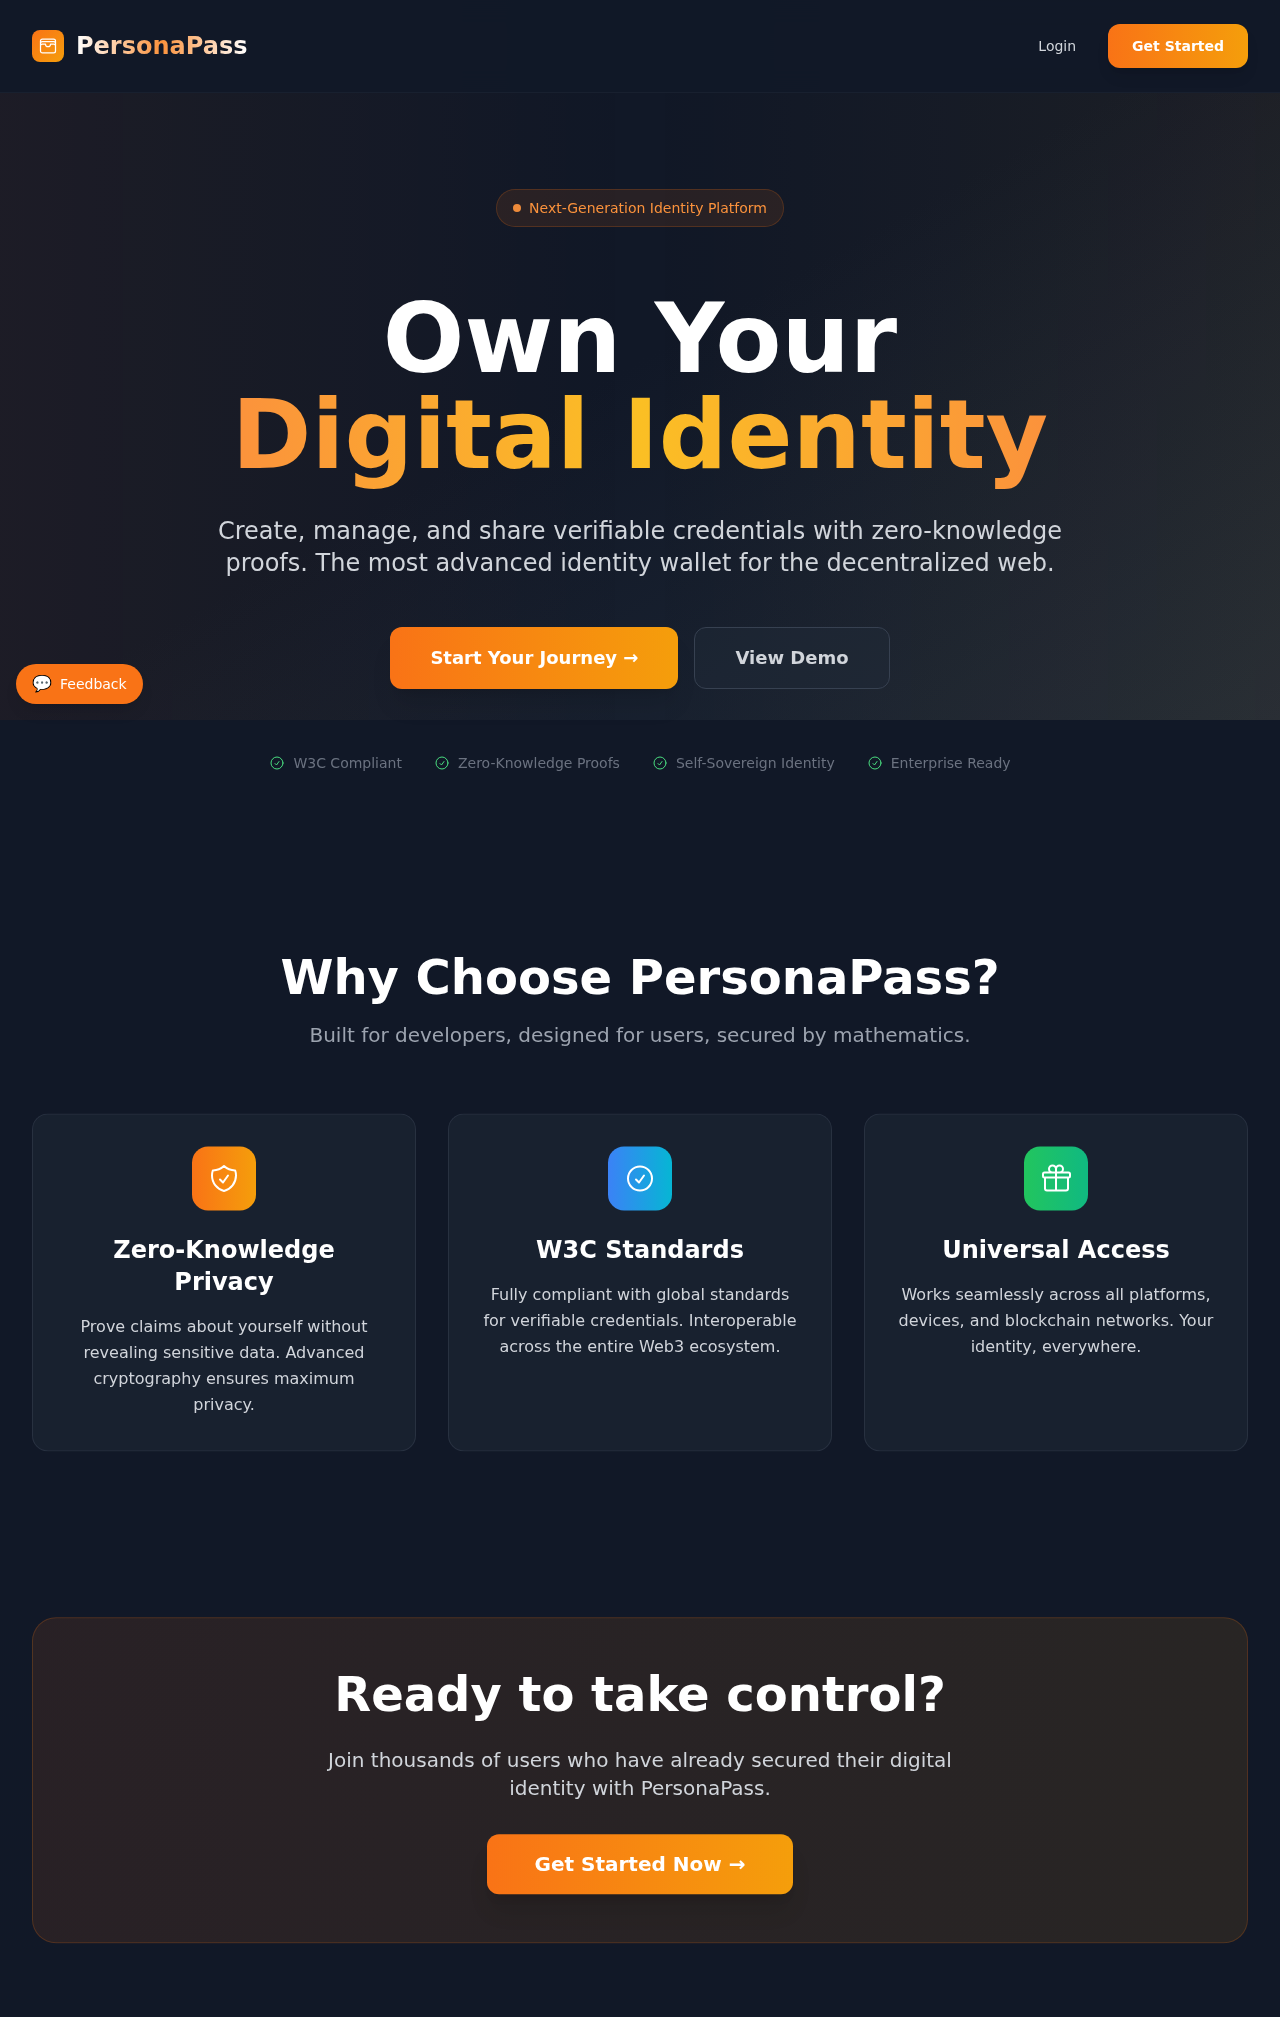 PersonaPass
Login
Get Started
Next-Generation Identity Platform
Own Your
Digital Identity
Create, manage, and share verifiable credentials with zero-knowledge
proofs. The most advanced identity wallet for the decentralized web.
Start Your Journey →
View Demo
💬 Feedback
W3C Compliant
Zero-Knowledge Proofs
Self-Sovereign Identity
Enterprise Ready
Why Choose PersonaPass?
Built for developers, designed for users, secured by mathematics.
Zero-Knowledge
Privacy
Prove claims about yourself without
revealing sensitive data. Advanced
cryptography ensures maximum
privacy.
W3C Standards
Fully compliant with global standards
for verifiable credentials. Interoperable
across the entire Web3 ecosystem.
Universal Access
Works seamlessly across all platforms,
devices, and blockchain networks. Your
identity, everywhere.
Ready to take control?
Join thousands of users who have already secured their digital
identity with PersonaPass.
Get Started Now →